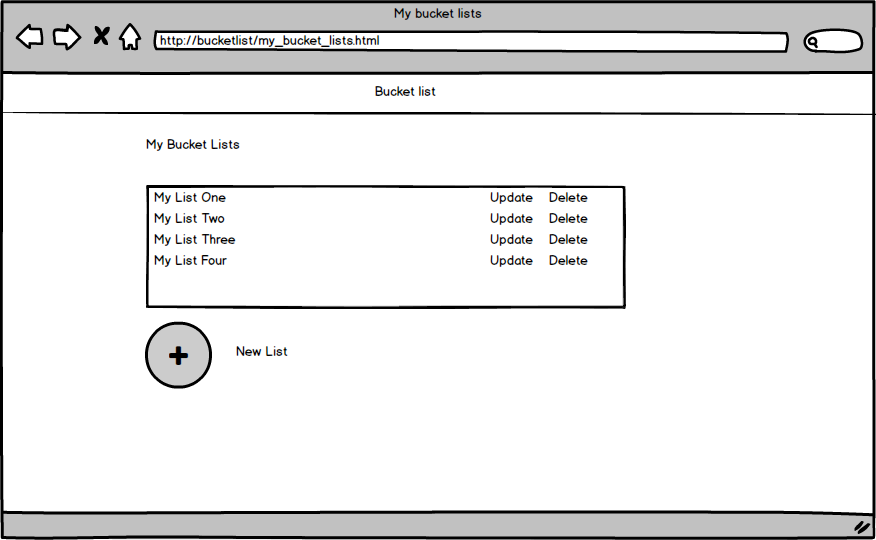 My bucket lists
http://bucketlist/my_bucket_lists.html
Bucket list
My Bucket Lists
My List One Update Delete
My List Two Update Delete
My List Three Update Delete
My List Four Update Delete
New List